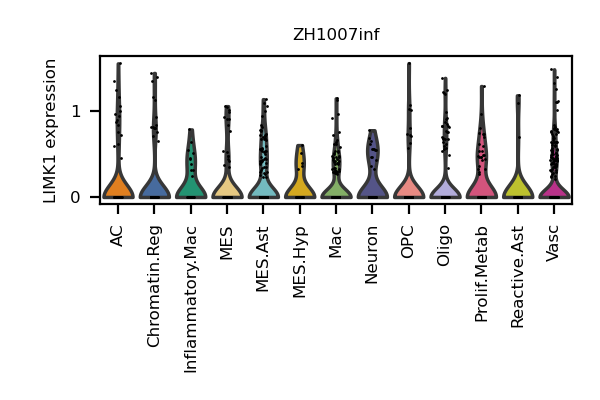 ZH1007inf
LIMK1 expression
1
0
AC
Chromatin.Reg
Inflammatory.Mac
MES
MES.Ast
MES.Hyp
Mac
Neuron
OPC
Oligo
Prolif.Metab
Reactive.Ast
Vasc